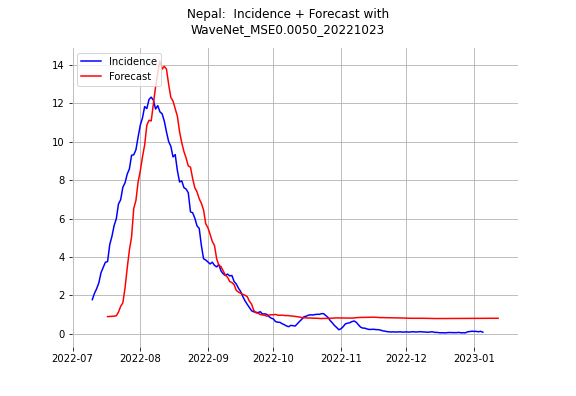 Nepal:  Incidence + Forecast with
WaveNet_MSE0.0050_20221023
Incidence
Forecast
14
12
10
8
6
4
2
0
2022-07 2022-08 2022-09 2022-10 2022-11 2022-12 2023-01